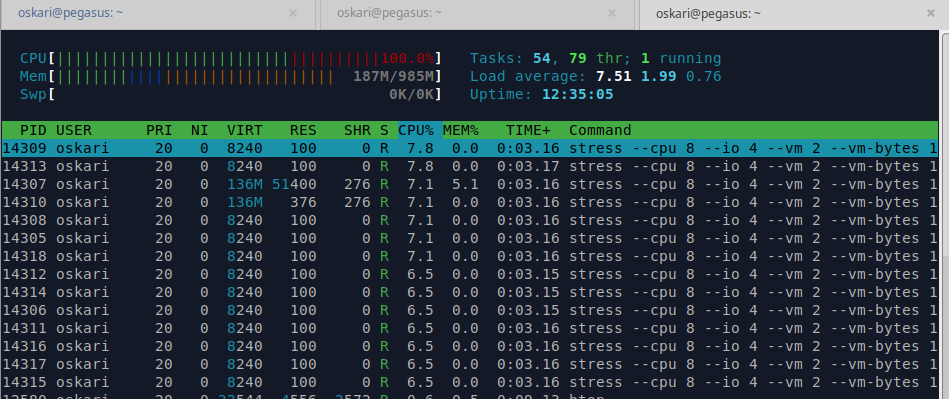 oskari@pegasus: ~ × oskari@pegasus: ~ × oskari@pegasus: ~ ×
CPU[||||||||||||||||||||||||||||||||||||100.0%] Tasks: 54, 79 thr; 1 running
Mem[||||||||||||||||||||||||||||||| 187M/985M] Load average: 7.51 1.99 0.76
Swp[ 0K/0K] Uptime: 12:35:05
PID USER PRI NI VIRT RES SHR S CPU% MEM% TIME+ Command
14309 oskari 20 0 8240 100 0 R 7.8 0.0 0:03.16 stress --cpu 8 --io 4 --vm 2 --vm-bytes 1
14313 oskari 20 0 8240 100 0 R 7.8 0.0 0:03.17 stress --cpu 8 --io 4 --vm 2 --vm-bytes 1
14307 oskari 20 0 136M 51400 276 R 7.1 5.1 0:03.16 stress --cpu 8 --io 4 --vm 2 --vm-bytes 1
14310 oskari 20 0 136M 376 276 R 7.1 0.0 0:03.16 stress --cpu 8 --io 4 --vm 2 --vm-bytes 1
14308 oskari 20 0 8240 100 0 R 7.1 0.0 0:03.16 stress --cpu 8 --io 4 --vm 2 --vm-bytes 1
14305 oskari 20 0 8240 100 0 R 7.1 0.0 0:03.16 stress --cpu 8 --io 4 --vm 2 --vm-bytes 1
14318 oskari 20 0 8240 100 0 R 7.1 0.0 0:03.16 stress --cpu 8 --io 4 --vm 2 --vm-bytes 1
14312 oskari 20 0 8240 100 0 R 6.5 0.0 0:03.15 stress --cpu 8 --io 4 --vm 2 --vm-bytes 1
14314 oskari 20 0 8240 100 0 R 6.5 0.0 0:03.15 stress --cpu 8 --io 4 --vm 2 --vm-bytes 1
14306 oskari 20 0 8240 100 0 R 6.5 0.0 0:03.15 stress --cpu 8 --io 4 --vm 2 --vm-bytes 1
14311 oskari 20 0 8240 100 0 R 6.5 0.0 0:03.16 stress --cpu 8 --io 4 --vm 2 --vm-bytes 1
14316 oskari 20 0 8240 100 0 R 6.5 0.0 0:03.16 stress --cpu 8 --io 4 --vm 2 --vm-bytes 1
14317 oskari 20 0 8240 100 0 R 6.5 0.0 0:03.16 stress --cpu 8 --io 4 --vm 2 --vm-bytes 1
14315 oskari 20 0 8240 100 0 R 6.5 0.0 0:03.16 stress --cpu 8 --io 4 --vm 2 --vm-bytes 1
oskari 20 0